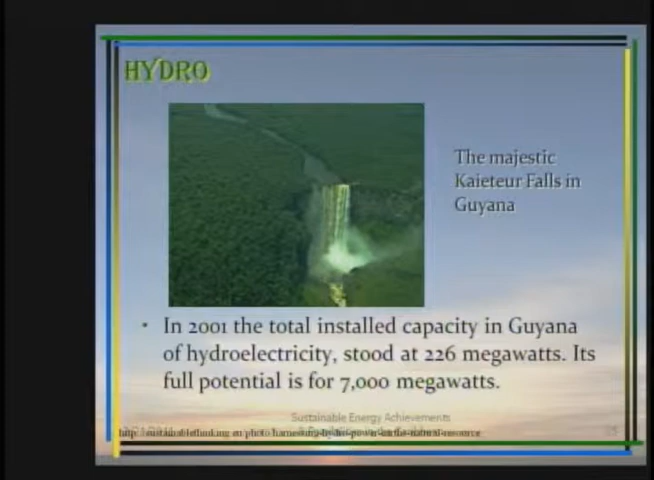 HYDRO
The majestic
Kaieteur Falls in
Guyana
• In 2001 the total installed capacity in Guyana
of hydroelectricity, stood at 226 megawatts. Its
full potential is for 7,000 megawatts.
Sustainable Energy Achievements